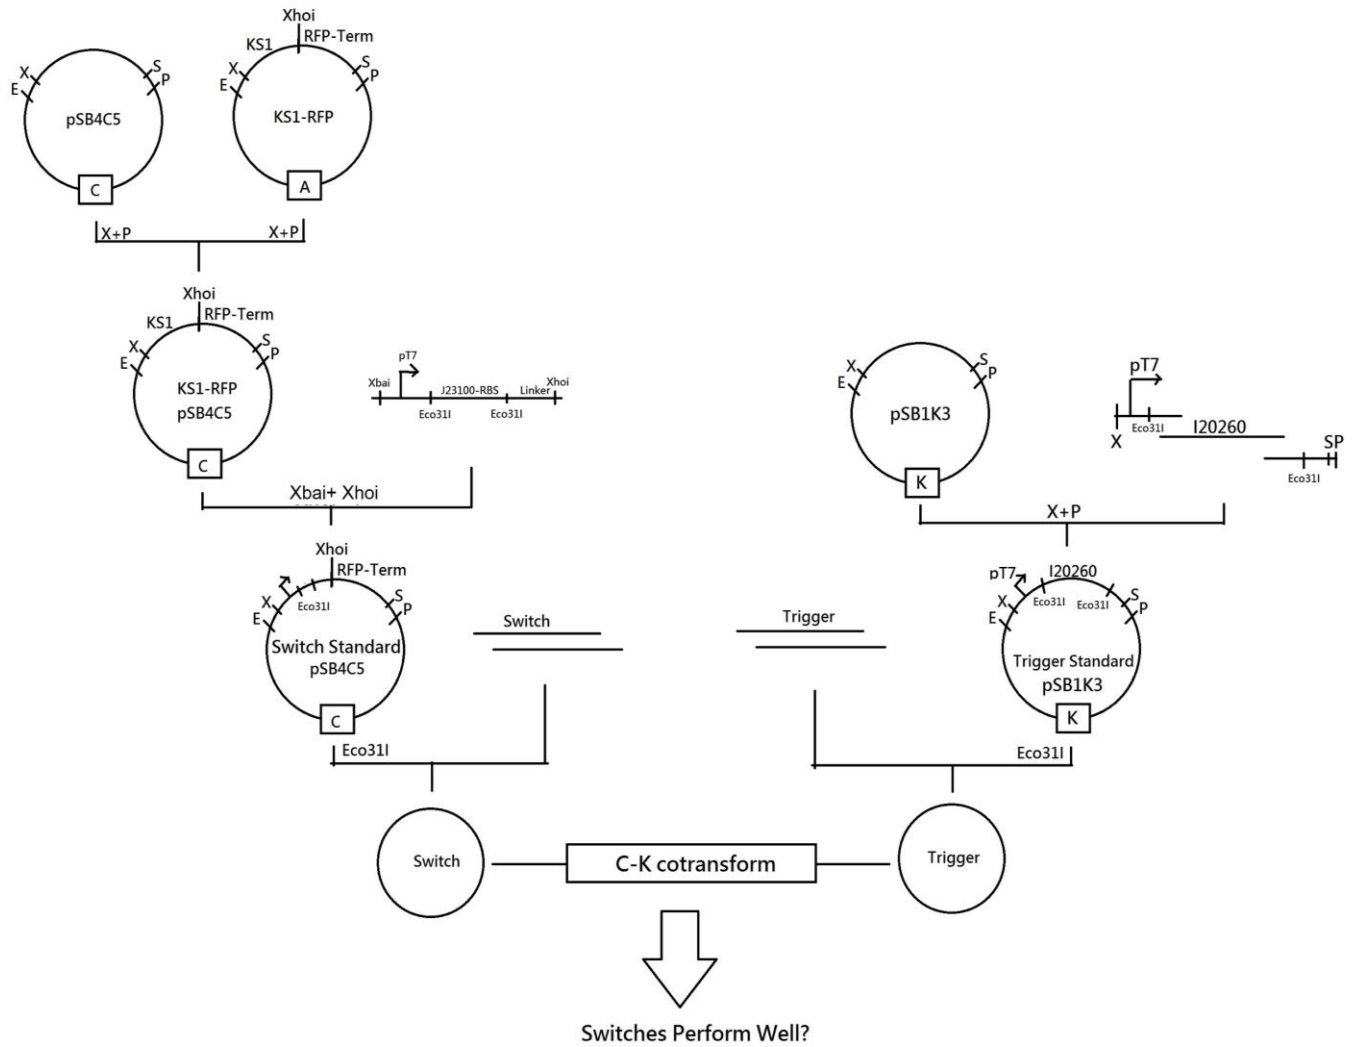 Xhoi
KS1 RFP-Term
X S
E P
pSB4C5
C
X S
E P
KS1-RFP
A
X+P X+P
Xhoi
KS1 RFP-Term
X S
E P
KS1-RFP
pSB4C5
C
pT7
Xbai J23100-RBS Linker Xhoi
Eco31I Eco31I
X S
E P
pSB1K3
K
pT7
Eco31I I20260
X SP
Eco31I
Xbai+ Xhoi
X+P
Xhoi
RFP-Term
Eco31I
X S
E P
Switch Standard
pSB4C5
C
Switch
Trigger
pT7 I20260
Eco31I Eco31I
X S
E P
Trigger Standard
pSB1K3
K
Eco31I
Eco31I
Switch
C-K cotransform
Trigger
Switches Perform Well?